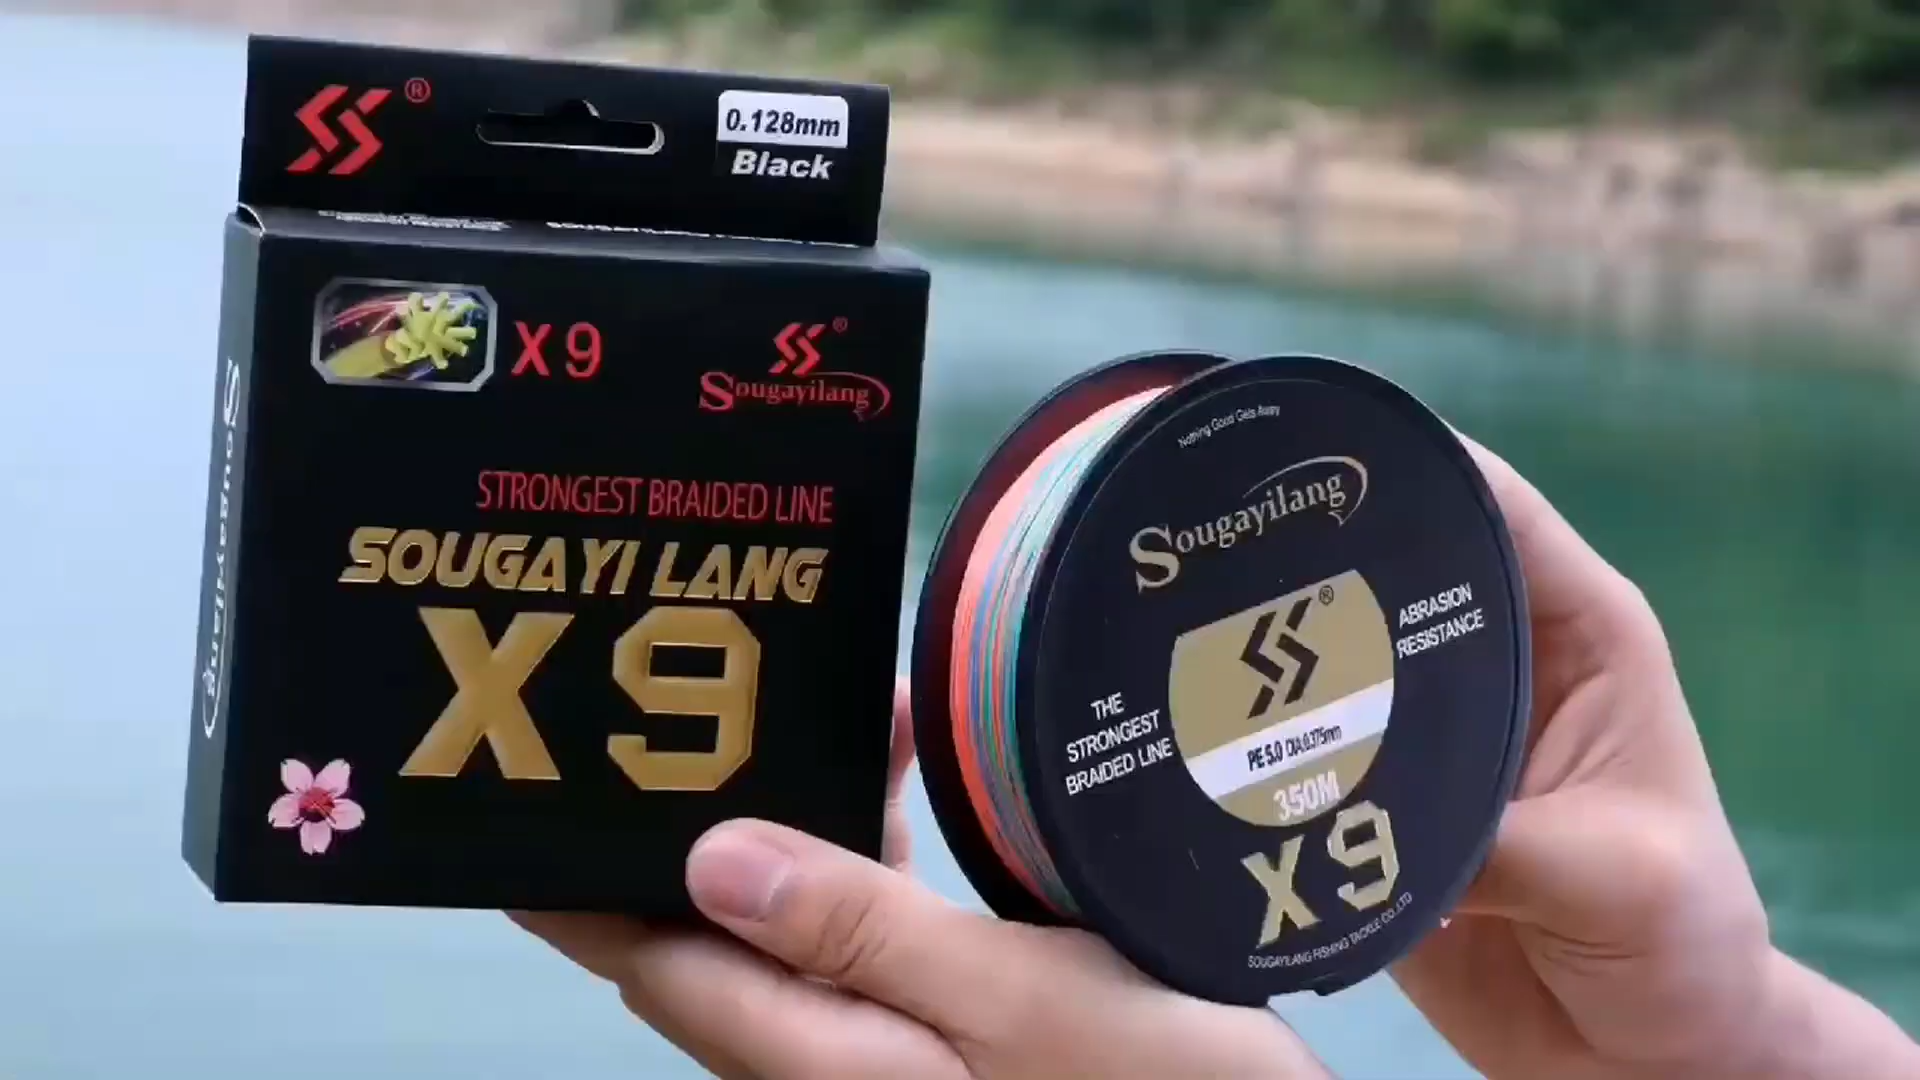 ®
0.128mm
Black
X9
®
Sougayilang
STRONGEST BRAIDED LINE
SOUGAYI LANG
X9
Sougayilang
Nothing Good Gets Away
Sougayilang
®
ABRASION
RESISTANCE
THE
STRONGEST
BRAIDED LINE
PE 5.0 DIA:0.375mm
350M
X9
SOUGAYILANG FISHING TACKLE CO.,LTD